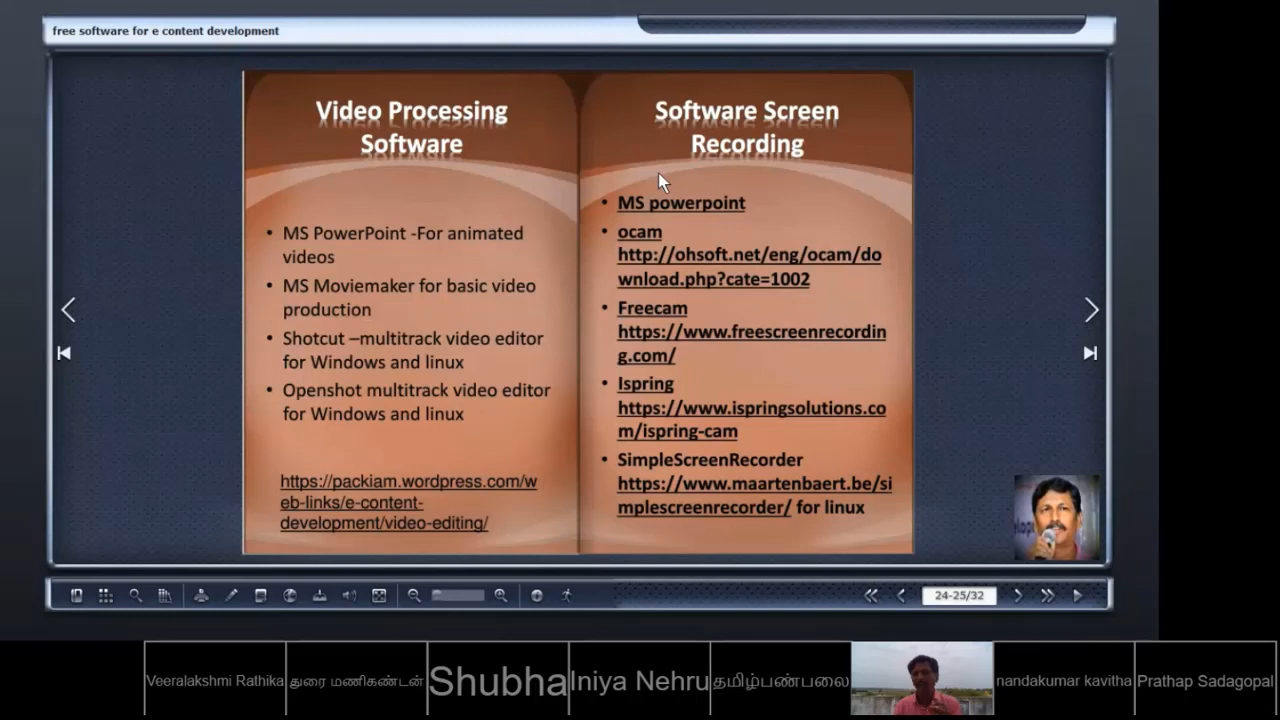 free software for e content development
Video Processing
Software
• MS PowerPoint -For animated
videos
• MS Moviemaker for basic video
production
• Shotcut –multitrack video editor
for Windows and linux
• Openshot multitrack video editor
for Windows and linux
https://packiam.wordpress.com/w
eb-links/e-content-
development/video-editing/
Software Screen
Recording
• MS powerpoint
• ocam
http://ohsoft.net/eng/ocam/do
wnload.php?cate=1002
• Freecam
https://www.freescreenrecordin
g.com/
• Ispring
https://www.ispringsolutions.co
m/ispring-cam
• SimpleScreenRecorder
https://www.maartenbaert.be/si
mplescreenrecorder/ for linux
24-25/32
Veeralakshmi Rathika
துரை மணிகண்டன்
Shubha
Iniya Nehru
தமிழ்பண்பலை
nandakumar kavitha
Prathap Sadagopal